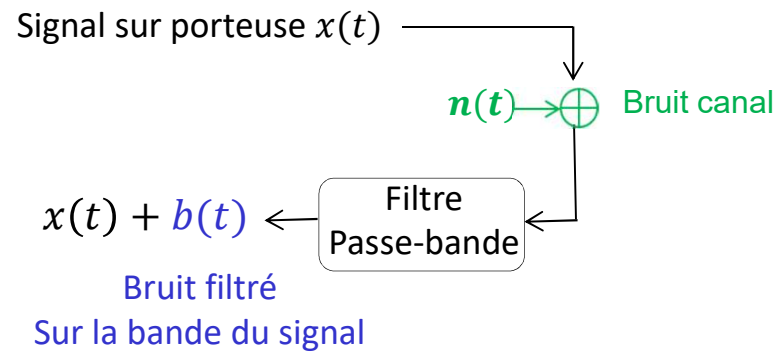 Signal sur porteuse x(t)
n(t)
Bruit canal
Filtre
Passe-bande
x(t) + b(t)
Bruit filtré
Sur la bande du signal